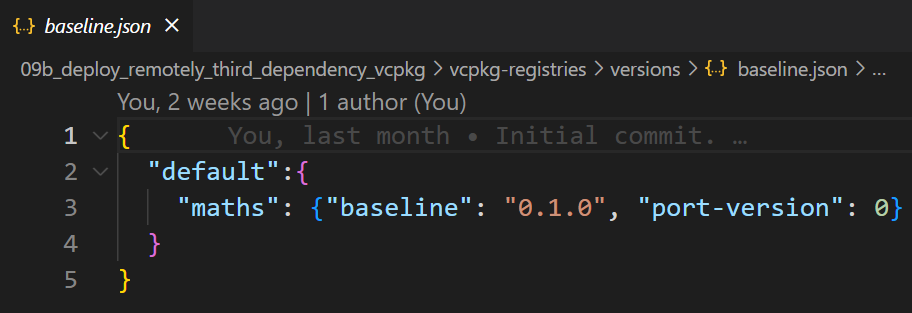 {..} baseline.json ×
09b_deploy_remotely_third_dependency_vcpkg > vcpkg-registries > versions > {..} baseline.json > ...
You, 2 weeks ago | 1 author (You)
1 { You, last month • Initial commit. …
2 "default":{
3 "maths": {"baseline": "0.1.0", "port-version": 0}
4 }
5 }